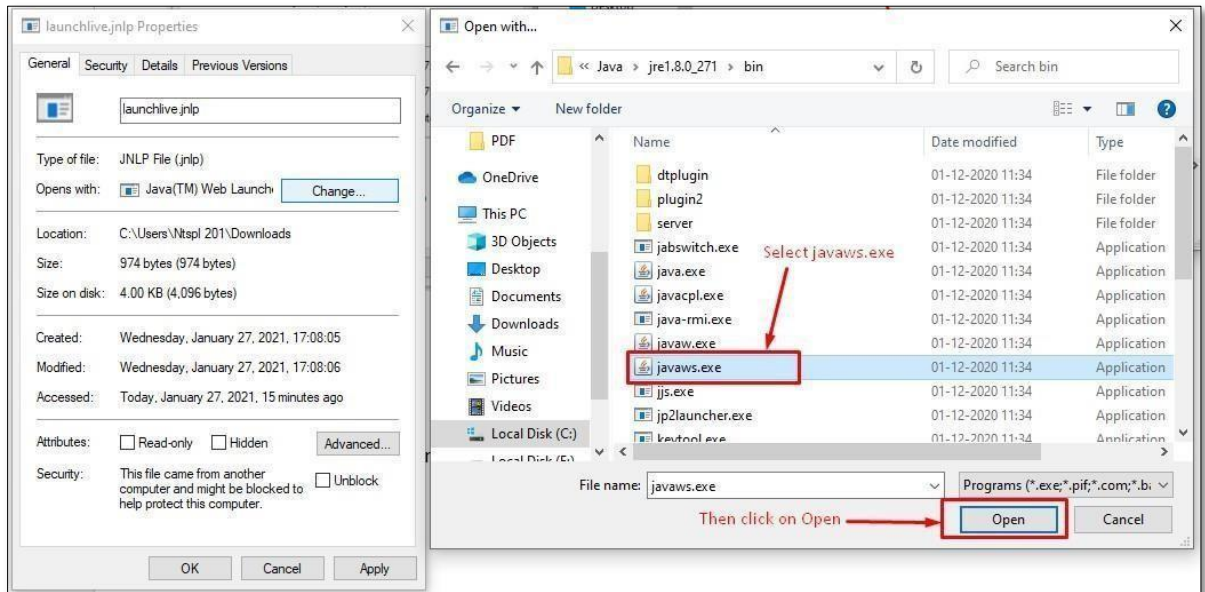 launchlive.jnlp Properties
General Security Details Previous Versions
launchlive.jnlp
Type of file: JNLP File (.jnlp)
Opens with: Java(TM) Web Launch Change...
Location: C:\Users\Ntspl 201\Downloads
Size: 974 bytes (974 bytes)
Size on disk: 4.00 KB (4,096 bytes)
Created: Wednesday, January 27, 2021, 17:08:05
Modified: Wednesday, January 27, 2021, 17:08:06
Accessed: Today, January 27, 2021, 15 minutes ago
Attributes: Read-only Hidden Advanced...
Security: This file came from another
computer and might be blocked to
help protect this computer.
Unblock
OK Cancel Apply
Open with...
« Java > jre1.8.0_271 > bin Search bin
Organize New folder
PDF
OneDrive
This PC
3D Objects
Desktop
Documents
Downloads
Music
Pictures
Videos
Local Disk (C:)
Local Disk (E:)
Name Date modified Type
dtplugin 01-12-2020 11:34 File folder
plugin2 01-12-2020 11:34 File folder
server 01-12-2020 11:34 File folder
jabswitch.exe 01-12-2020 11:34 Application
java.exe 01-12-2020 11:34 Application
javacpl.exe 01-12-2020 11:34 Application
java-rmi.exe 01-12-2020 11:34 Application
javaw.exe 01-12-2020 11:34 Application
javaws.exe 01-12-2020 11:34 Application
jjs.exe 01-12-2020 11:34 Application
jp2launcher.exe 01-12-2020 11:34 Application
keytool.exe 01-12-2020 11:34 Application
Select javaws.exe
File name: javaws.exe Programs (*.exe;*.pif;*.com;*.b
Then click on Open
Open Cancel